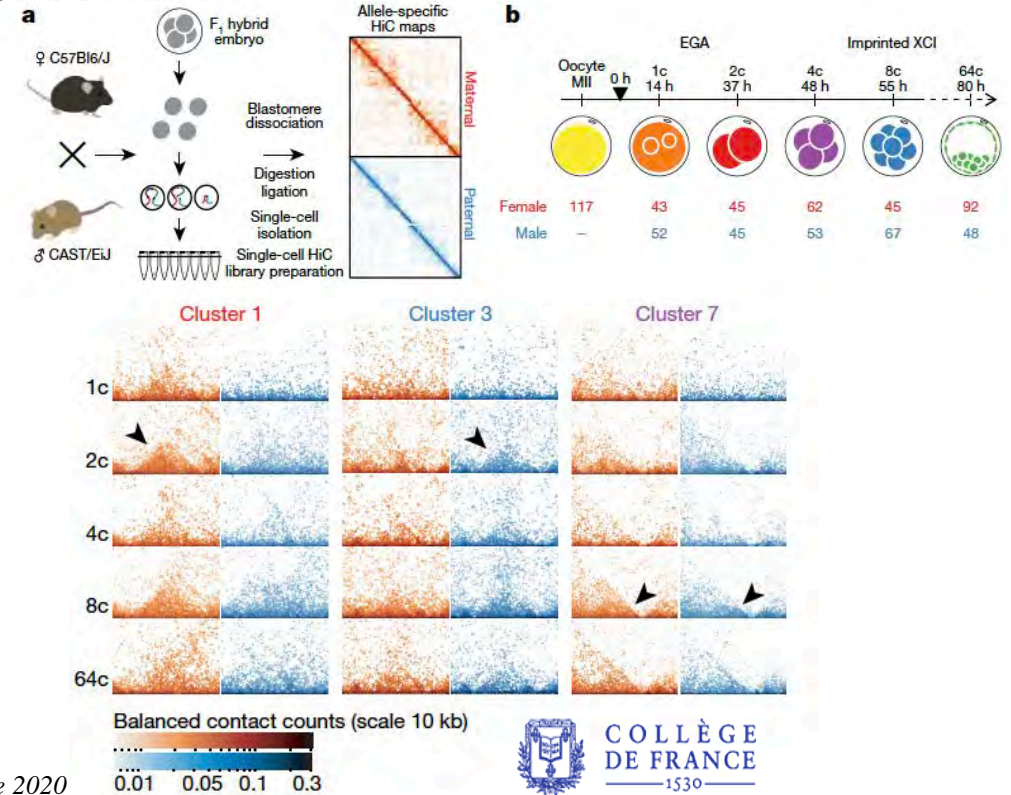 a
F1 hybrid
embryo
♀ C57Bl6/J
Blastomere
dissociation
Digestion
ligation
Single-cell
isolation
Single-cell HiC
library preparation
♂ CAST/EiJ
Allele-specific
HiC maps
Maternal
Paternal
b
EGA
Imprinted XCI
Oocyte
MII
0 h
1c
14 h
2c
37 h
4c
48 h
8c
55 h
64c
80 h
Female 117 43 45 62 45 92
Male – 52 45 53 67 48
Cluster 1 Cluster 3 Cluster 7
1c
2c
4c
8c
64c
Balanced contact counts (scale 10 kb)
0.01 0.05 0.1 0.3
2020
COLLÈGE
DE FRANCE
1530